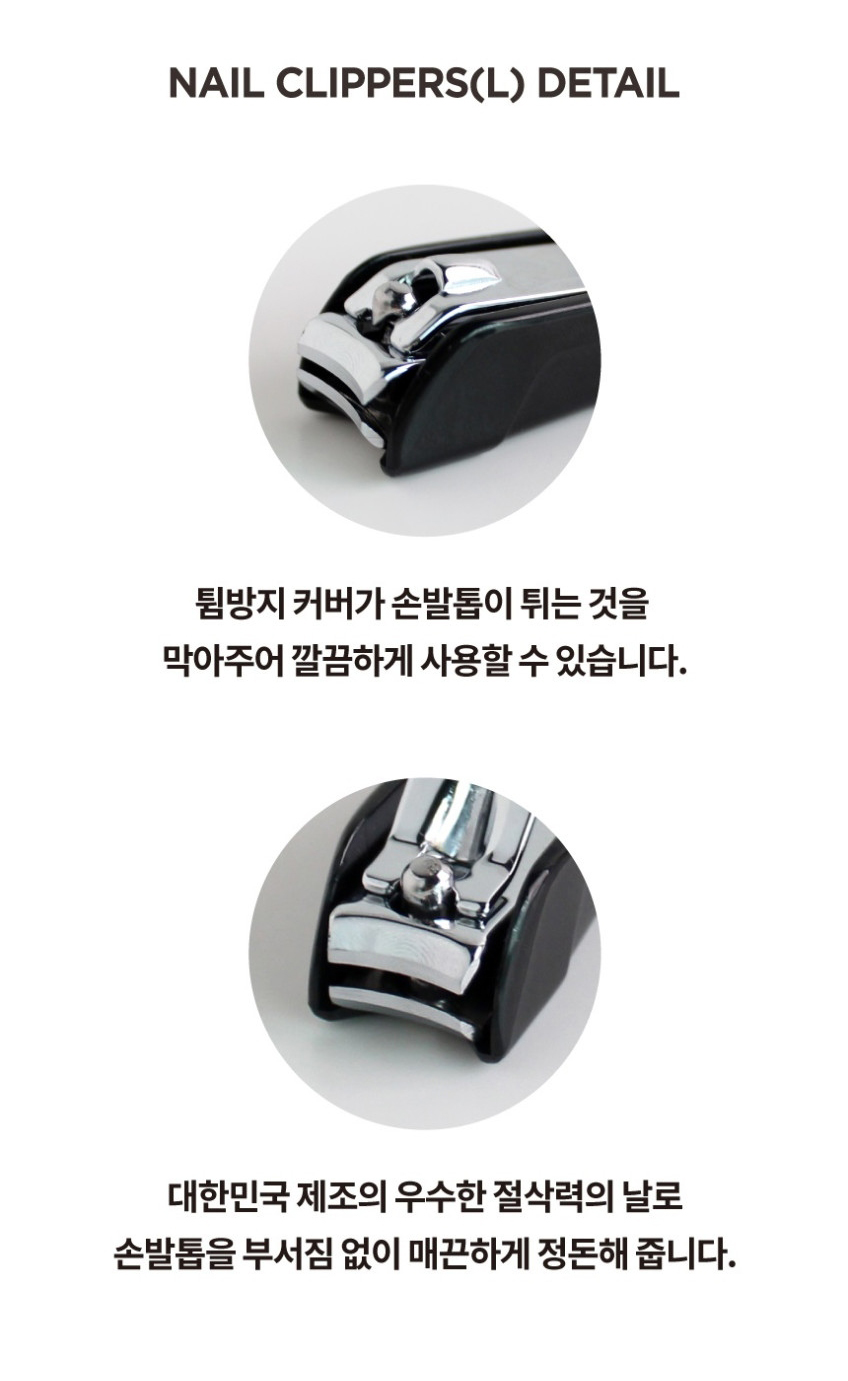 NAIL CLIPPERS(L) DETAIL
튐방지 커버가 손발톱이 튀는 것을
막아주어 깔끔하게 사용할 수 있습니다.
대한민국 제조의 우수한 절삭력의 날로
손발톱을 부서짐 없이 매끈하게 정돈해 줍니다.